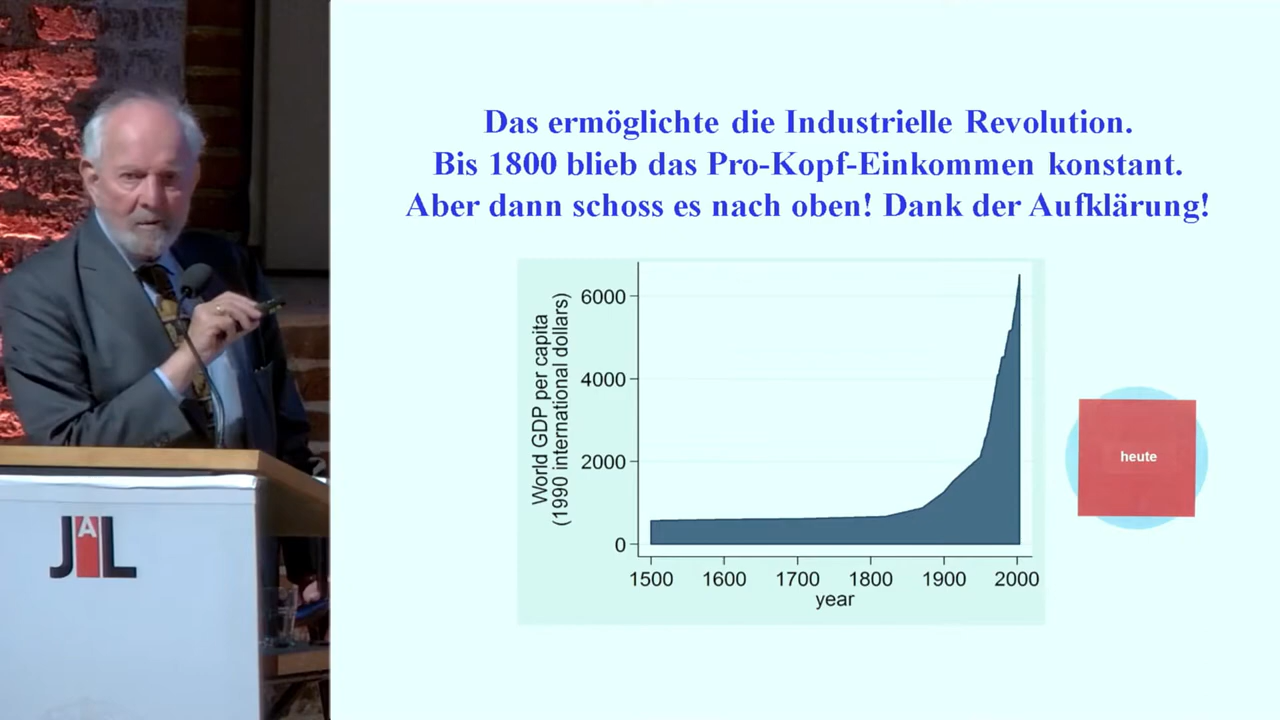 Das ermöglichte die Industrielle Revolution.
Bis 1800 blieb das Pro-Kopf-Einkommen konstant.
Aber dann schoss es nach oben! Dank der Aufklärung!
World GDP per capita
(1990 international dollars)
6000
4000
2000
0
1500 1600 1700 1800 1900 2000
year
heute
JAL